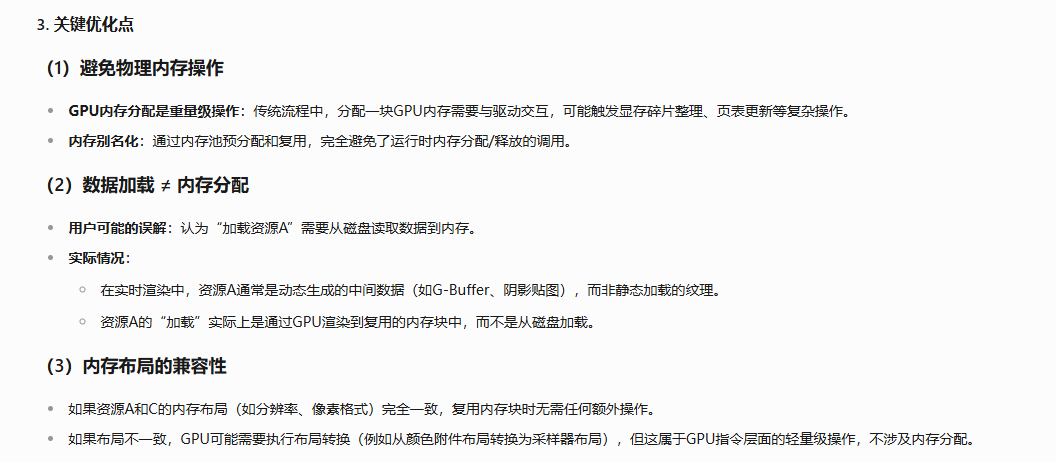 3. 关键优化点
（1）避免物理内存操作
GPU内存分配是重量级操作：传统流程中，分配一块GPU内存需要与驱动交互，可能触发显存碎片整理、页表更新等复杂操作。
内存别名化：通过内存池预分配和复用，完全避免了运行时内存分配/释放的调用。
（2）数据加载 ≠ 内存分配
用户可能的误解：认为“加载资源A”需要从磁盘读取数据到内存。
实际情况：
在实时渲染中，资源A通常是动态生成的中间数据（如G-Buffer、阴影贴图），而非静态加载的纹理。
资源A的“加载”实际上是通过GPU渲染到复用的内存块中，而不是从磁盘加载。
（3）内存布局的兼容性
如果资源A和C的内存布局（如分辨率、像素格式）完全一致，复用内存块时无需任何额外操作。
如果布局不一致，GPU可能需要执行布局转换（例如从颜色附件布局转换为采样器布局），但这属于GPU指令层面的轻量级操作，不涉及内存分配。